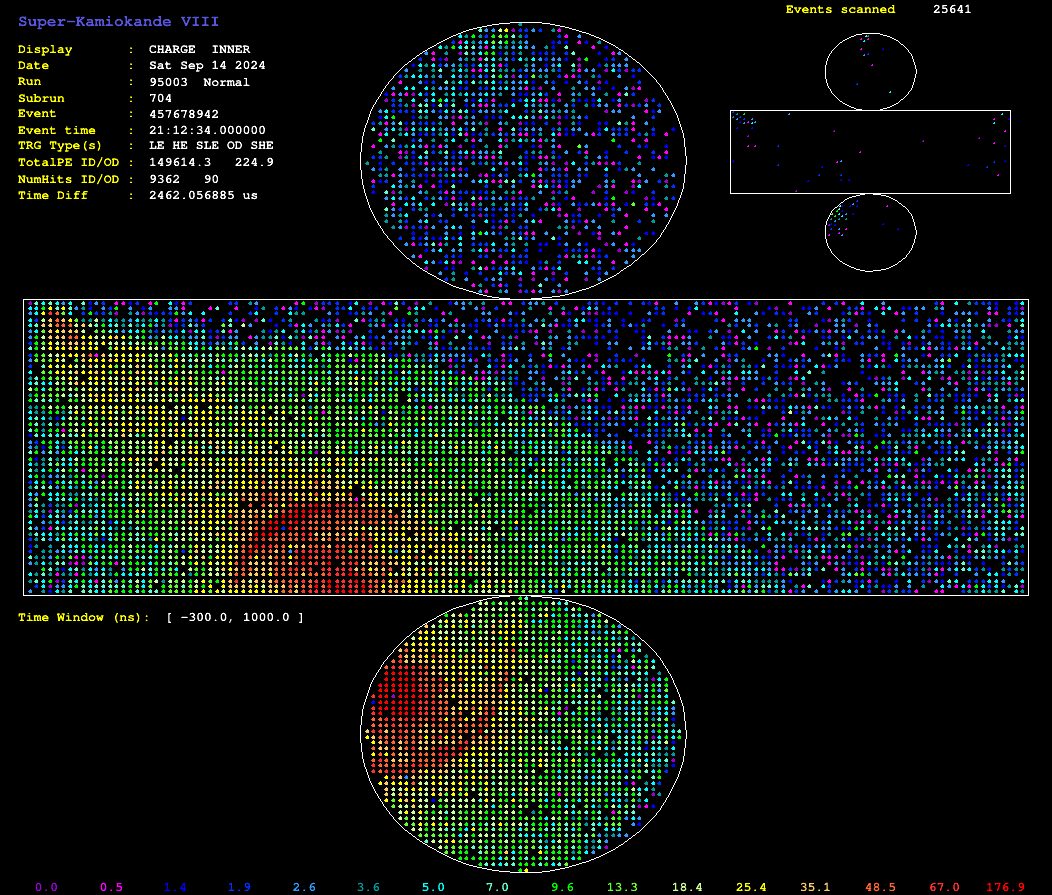 Super-Kamiokande VIII
Events scanned 25641
Display : CHARGE INNER
Date : Sat Sep 14 2024
Run : 95003 Normal
Subrun : 704
Event : 457678942
Event time : 21:12:34.000000
TRG Type(s) : LE HE SLE OD SHE
TotalPE ID/OD : 149614.3 224.9
NumHits ID/OD : 9362 90
Time Diff : 2462.056885 us
Time Window (ns): [ -300.0, 1000.0 ]
0.0 0.5 1.4 1.9 2.6 3.6 5.0 7.0 9.6 13.3 18.4 25.4 35.1 48.5 67.0 176.9